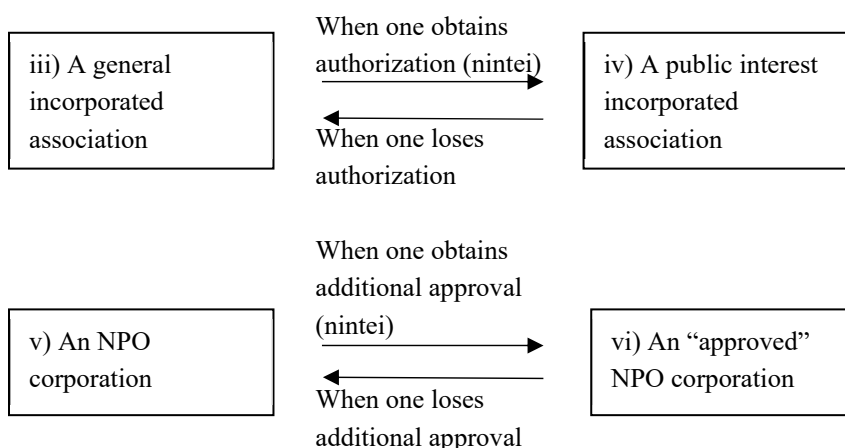 iii) A general
incorporated
association
When one obtains
authorization (nintei)
When one loses
authorization
iv) A public interest
incorporated
association
v) An NPO
corporation
When one obtains
additional approval
(nintei)
When one loses
additional approval
vi) An “approved”
NPO corporation